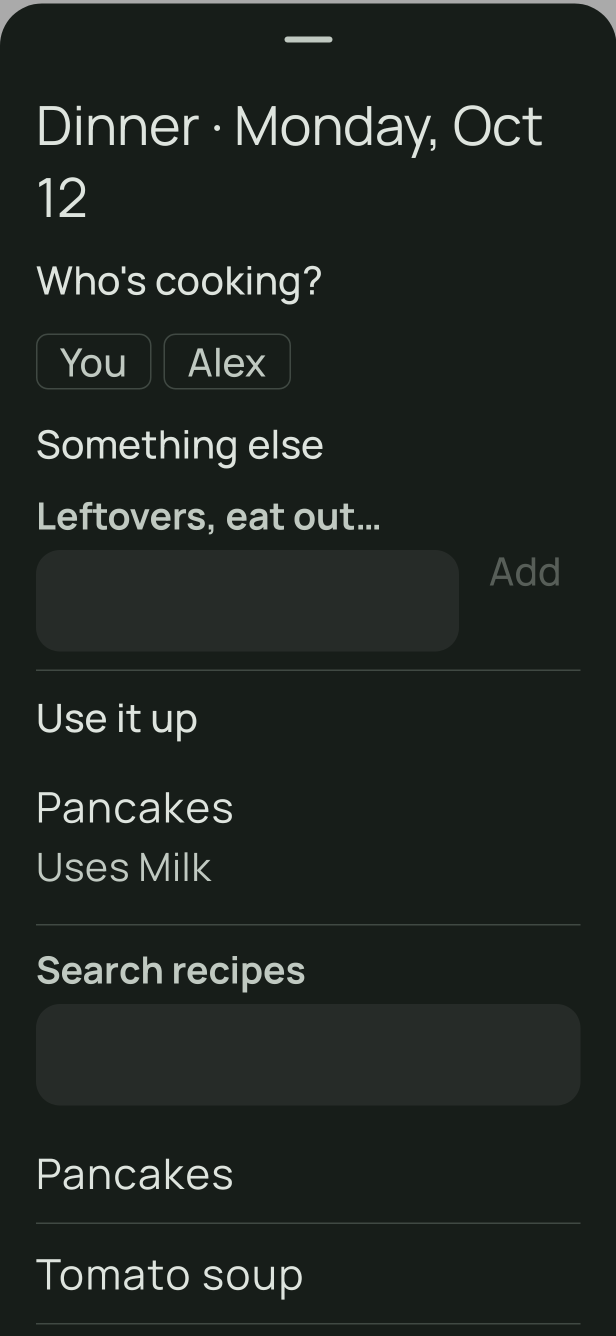 Dinner · Monday, Oct
12
Who's cooking?
You Alex
Something else
Leftovers, eat out…
Add
Use it up
Pancakes
Uses Milk
Search recipes
Pancakes
Tomato soup